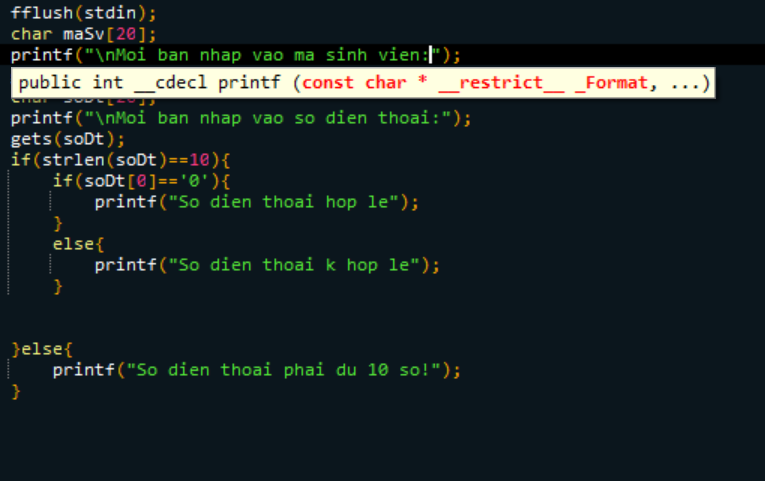 fflush(stdin);
char maSv[20];
printf("\nMoi ban nhap vao ma sinh vien:");
public int __cdecl printf (const char * __restrict__ _Format, ...)
char soDt[20];
printf("\nMoi ban nhap vao so dien thoai:");
gets(soDt);
if(strlen(soDt)==10){
if(soDt[0]=='0'){
printf("So dien thoai hop le");
}
else{
printf("So dien thoai k hop le");
}
}else{
printf("So dien thoai phai du 10 so!");
}